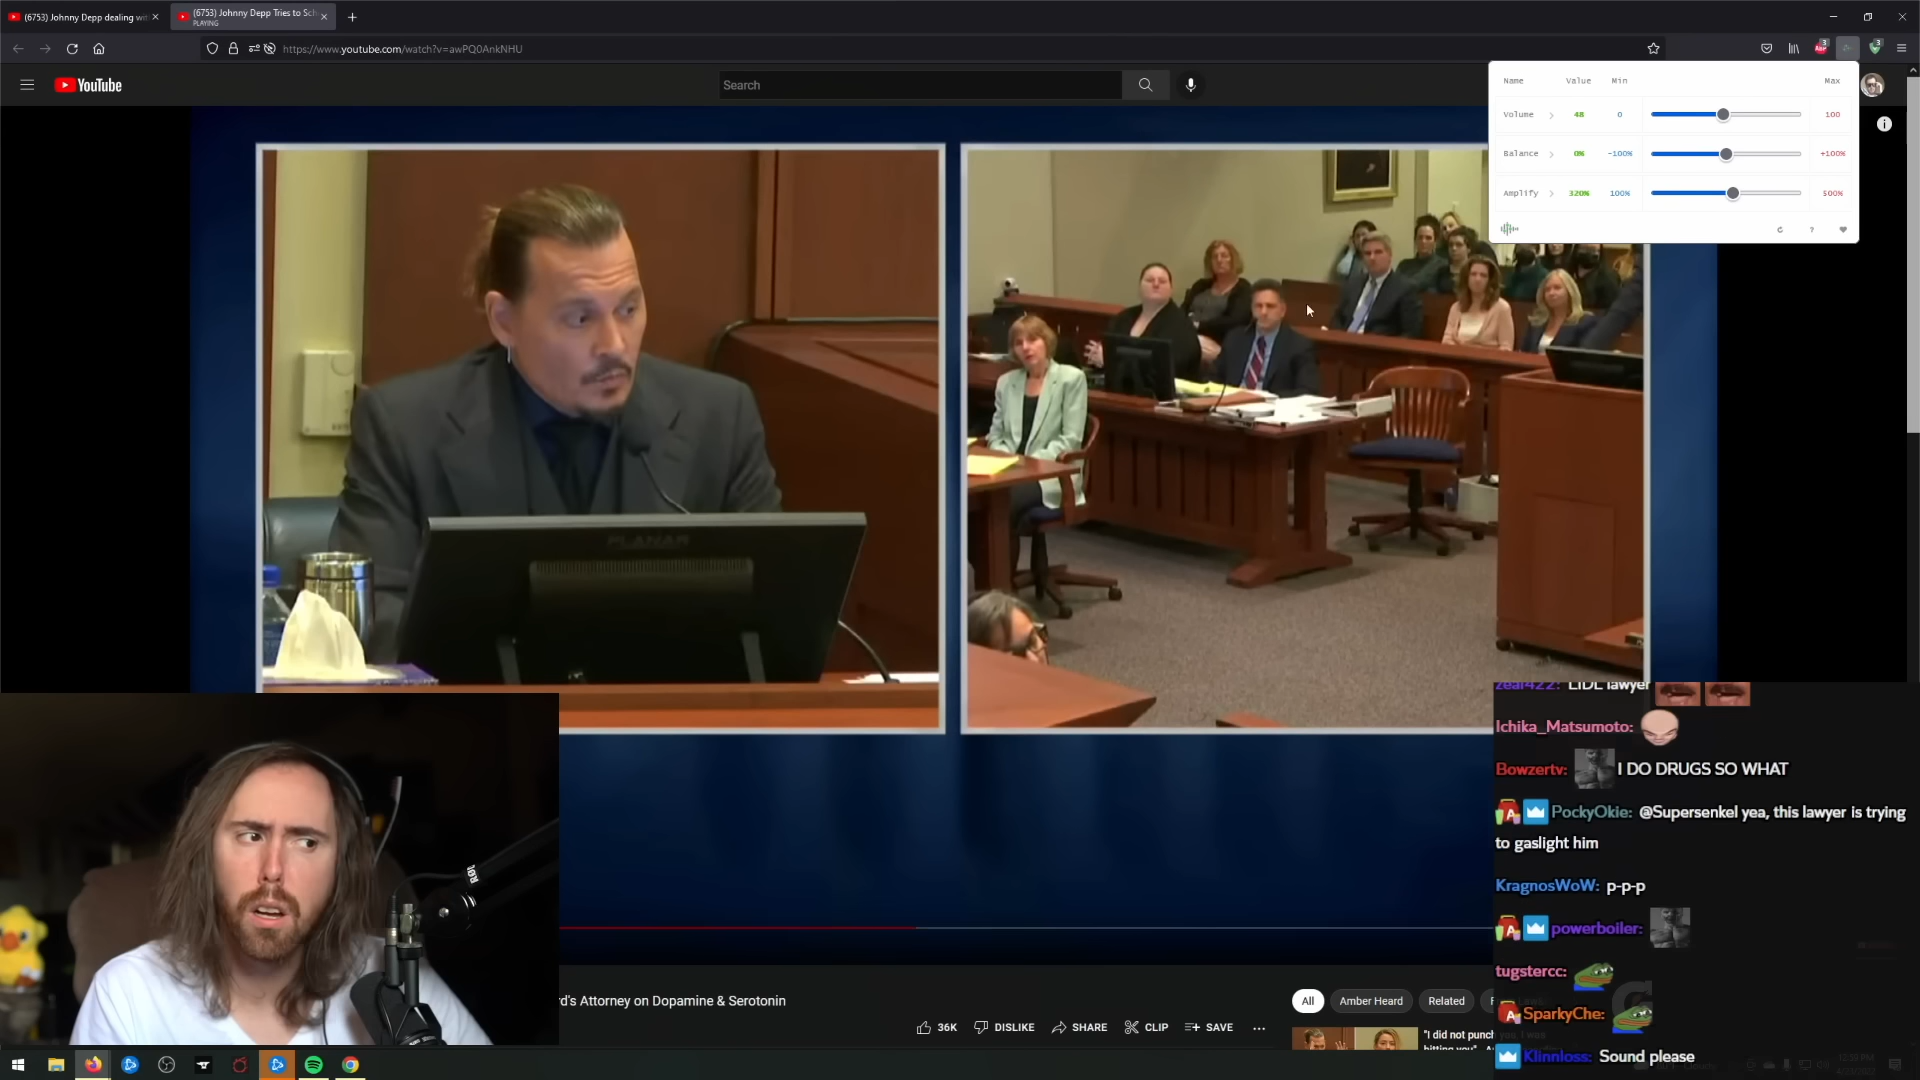 (6753) Johnny Depp dealing wit
(6753) Johnny Depp Tries to Sch
PLAYING
https://www.youtube.com/watch?v=awPQ0AnkNHU
YouTube
Search
Name Value Min Max
Volume 48 0 100
Balance 0% -100% +100%
Amplify 320% 100% 500%
PLANAR
zeal422: LIDL lawyer
Ichika_Matsumoto:
Bowzertv: I DO DRUGS SO WHAT
PockyOkie: @Supersenkel yea, this lawyer is trying
to gaslight him
KragnosWoW: p-p-p
powerboiler:
tugstercc:
SparkyChe:
Klinnloss: Sound please
rd's Attorney on Dopamine & Serotonin
36K DISLIKE SHARE CLIP SAVE
All Amber Heard Related
"I did not punch
hitting you".